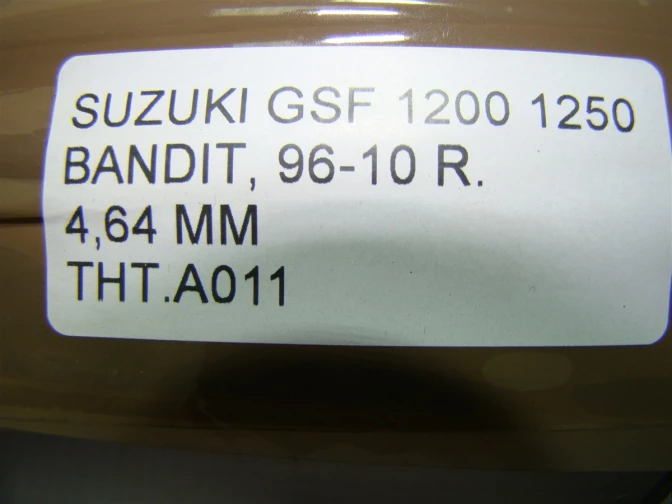 SUZUKI GSF 1200 1250
BANDIT, 96-10 R.
4,64 MM
THT.A011